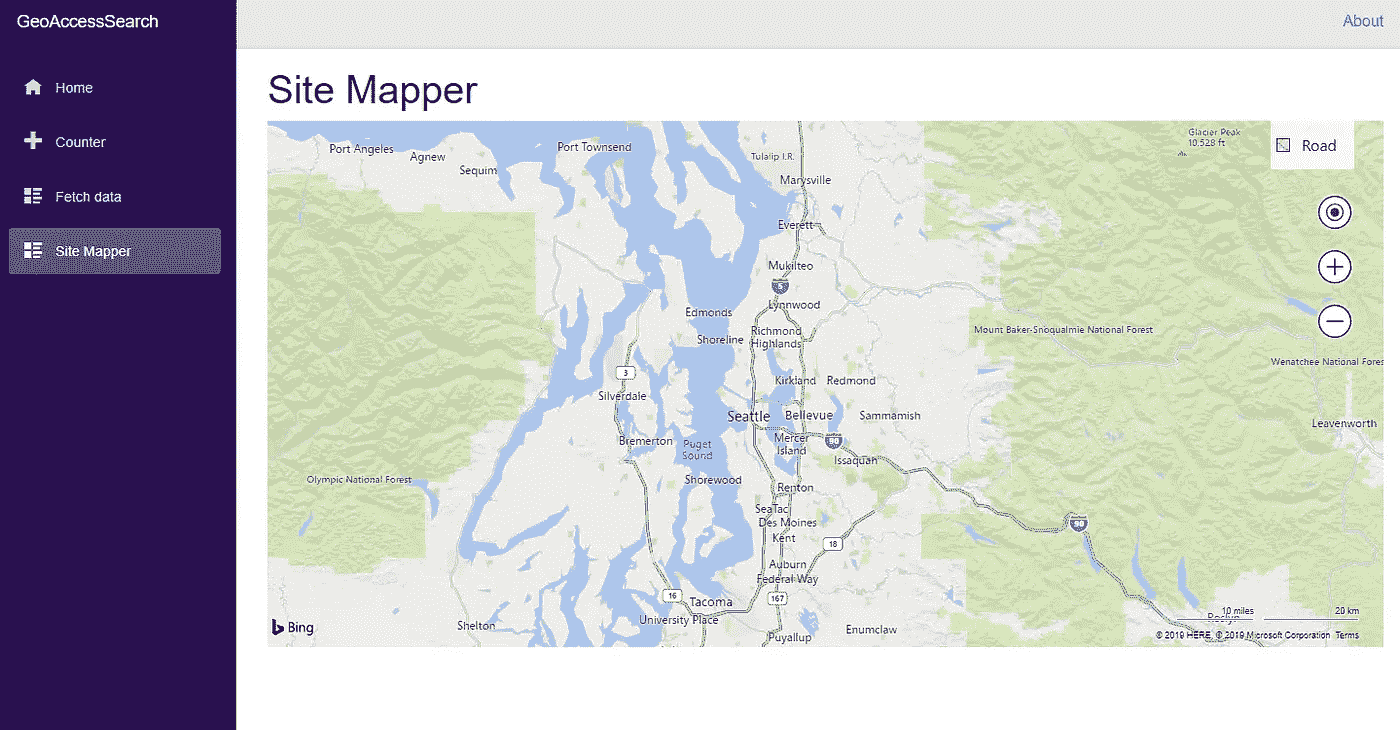 GeoAccessSearch
About
Home
Counter
Fetch data
Site Mapper
Site Mapper
Port Angeles
Agnew
Sequim
Port Townsend
Tulalip I.R.
Marysville
Glacier Peak
10,528 ft
Road
Everett
Mukilteo
5
Lynnwood
Edmonds
Shoreline
Richmond
Highlands
Mount Baker-Snoqualmie National Forest
Wenatchee National Fores
3
Silverdale
Kirkland
Redmond
Seattle
Bellevue
Sammamish
Leavenworth
Bremerton
Puget
Sound
Mercer
Island
90
Issaquah
Olympic National Forest
Shorewood
Renton
SeaTac
Des Moines
Kent
18
90
Auburn
Federal Way
16
Tacoma
167
University Place
Shelton
Puyallup
Enumclaw
Roslyn
10 miles
20 km
Bing
© 2019 HERE, © 2019 Microsoft Corporation Terms